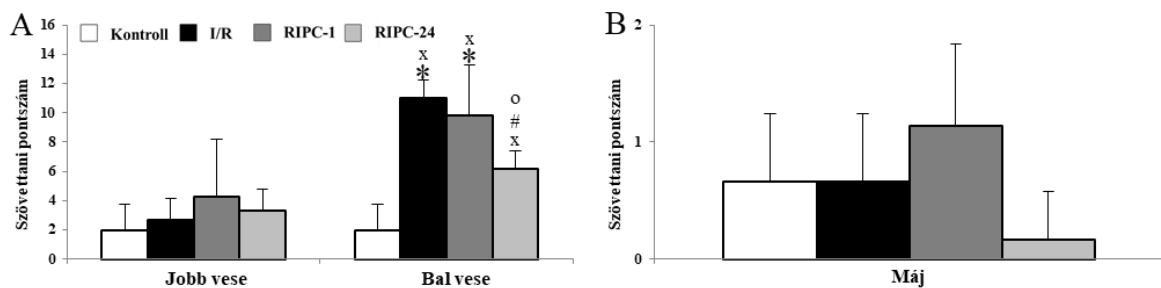 A
Szövettani pontszám
16
14
12
10
8
6
4
2
0
Kontroll I/R RIPC-1 RIPC-24
x
*
x
*
o
#
x
Jobb vese Bal vese
B
Szövettani pontszám
2
1
0
Máj